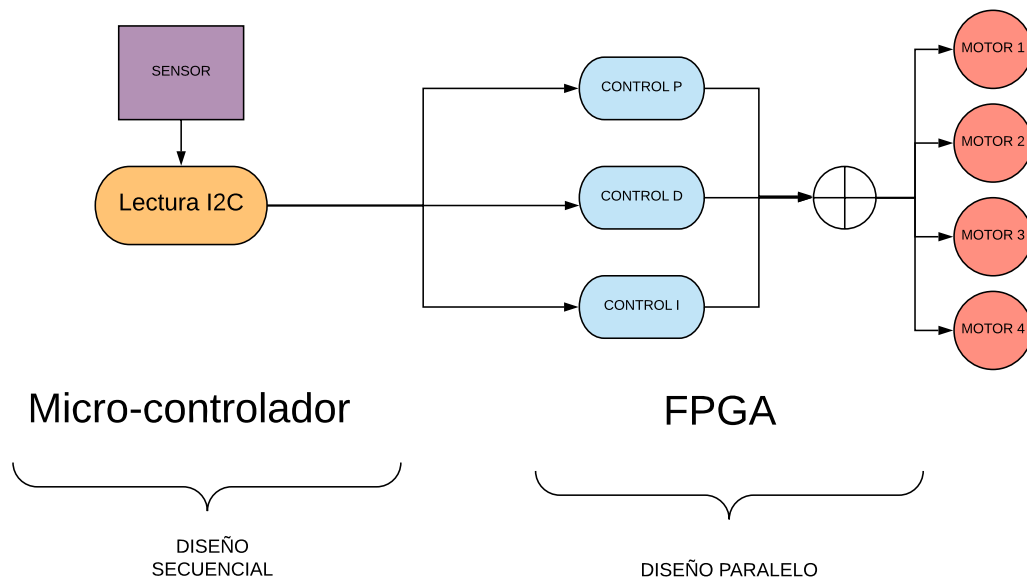 SENSOR
Lectura I2C
CONTROL P
CONTROL D
CONTROL I
MOTOR 1
MOTOR 2
MOTOR 3
MOTOR 4
Micro-controlador
FPGA
DISEÑO
SECUENCIAL
DISEÑO PARALELO